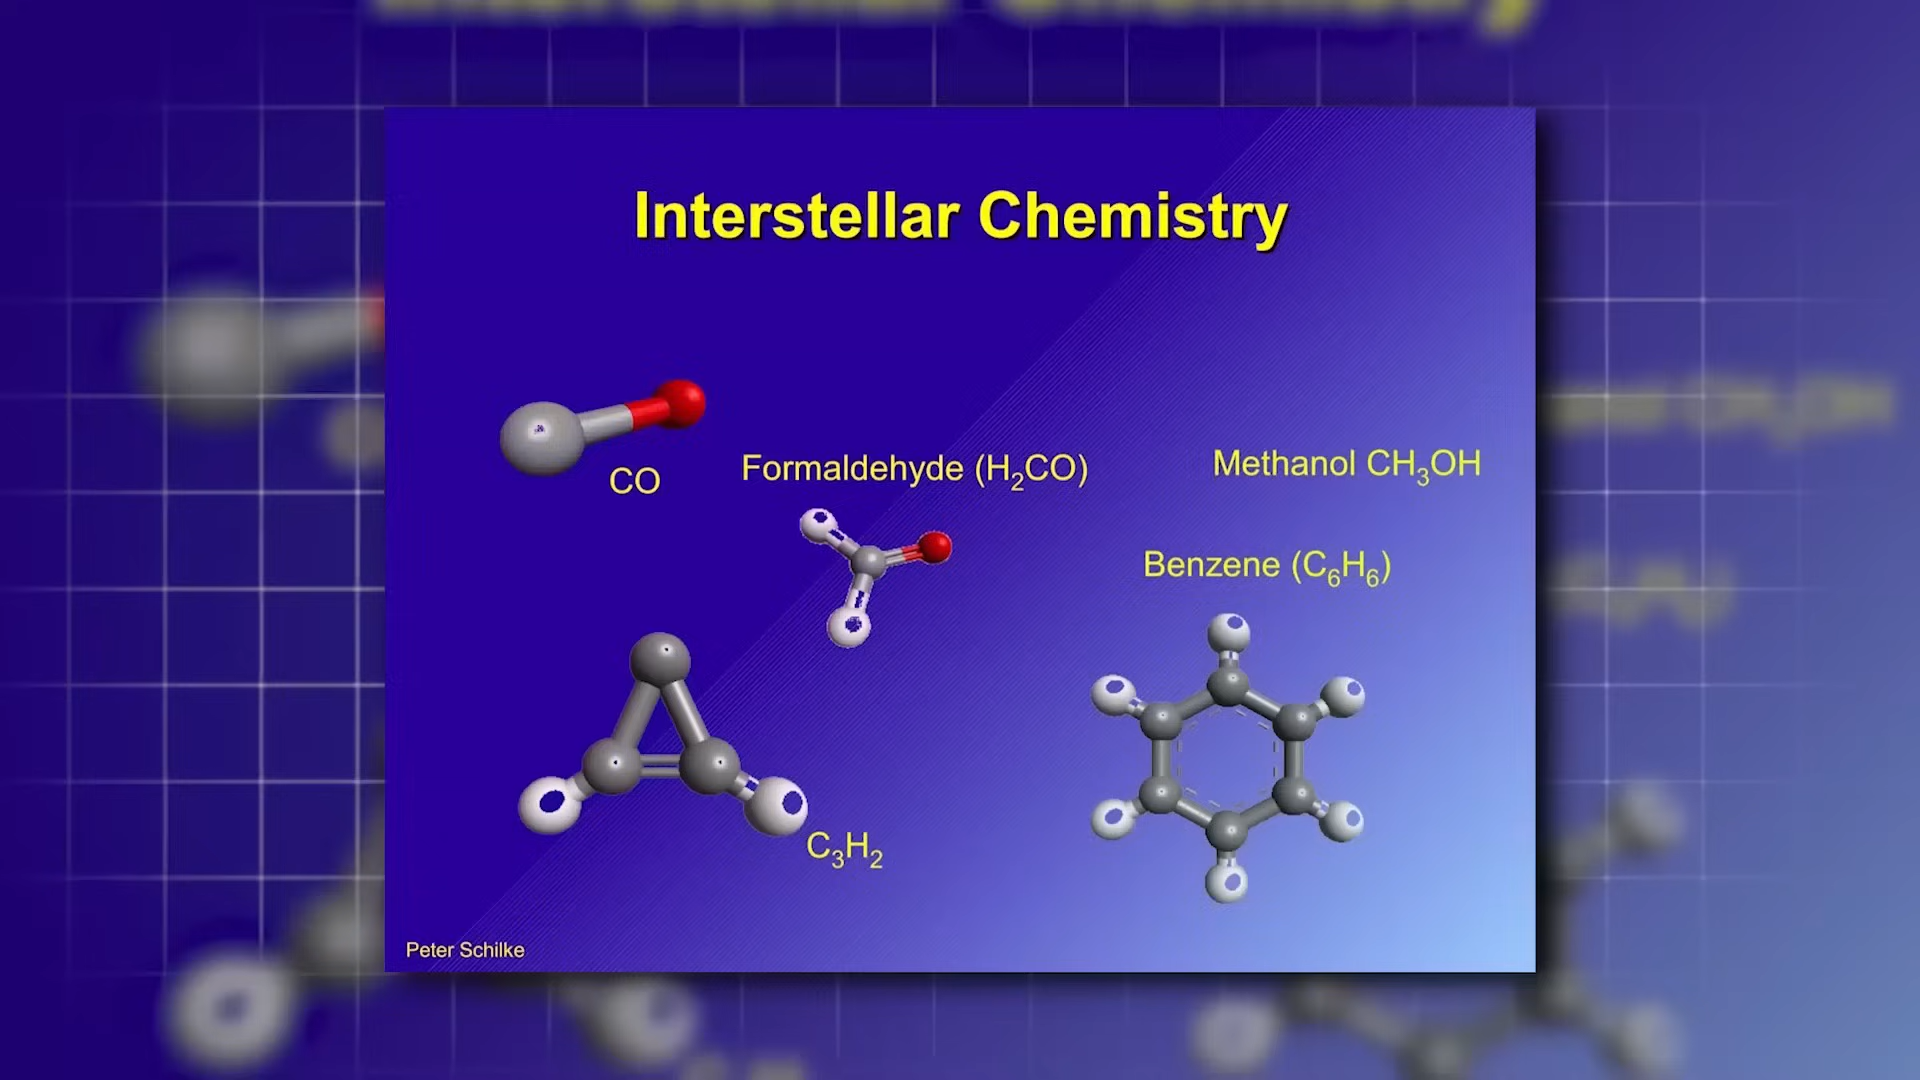 Interstellar Chemistry
CO
Formaldehyde (H₂CO)
Methanol CH₃OH
Benzene (C₆H₆)
C₃H₂
Peter Schilke